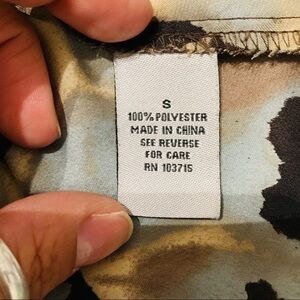 S
100% POLYESTER
MADE IN CHINA
SEE REVERSE
FOR CARE
RN 103715